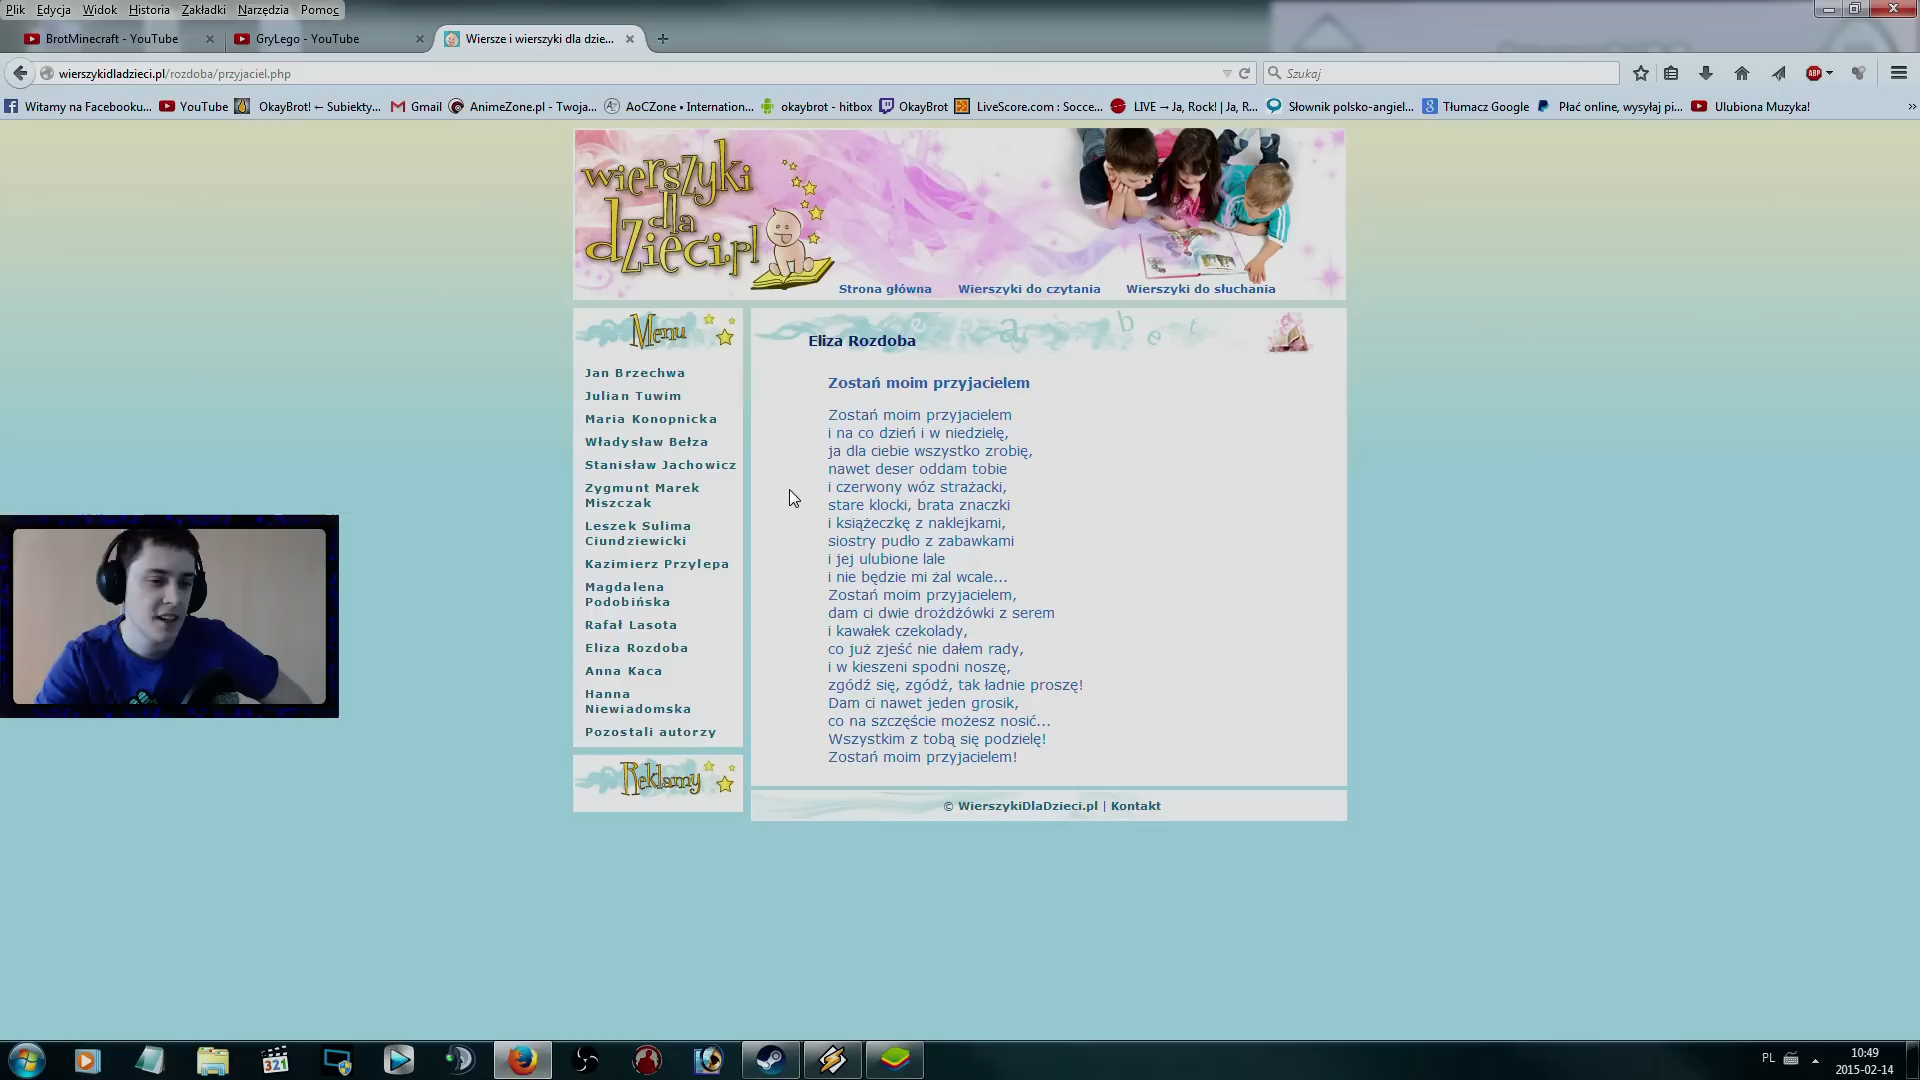 Plik Edycja Widok Historia Zakładki Narzędzia Pomoc
BrotMinecraft - YouTube GryLego - YouTube Wiersze i wierszyki dla dzie...
wierszykidladzieci.pl/rozdoba/przyjaciel.php Szukaj
Witamy na Facebooku... YouTube OkayBrot! ← Subiekty... Gmail AnimeZone.pl - Twoja... AoCZone • Internation... okaybrot - hitbox OkayBrot LiveScore.com : Socce... LIVE → Ja, Rock! | Ja, R... Słownik polsko-angiel... Tłumacz Google Płać online, wysyłaj pi... Ulubiona Muzyka! »
wierszyki
dla
dzieci.pl
Strona główna Wierszyki do czytania Wierszyki do słuchania
Menu
Jan Brzechwa
Julian Tuwim
Maria Konopnicka
Władysław Bełza
Stanisław Jachowicz
Zygmunt Marek
Miszczak
Leszek Sulima
Ciundziewicki
Kazimierz Przylepa
Magdalena
Podobińska
Rafał Lasota
Eliza Rozdoba
Anna Kaca
Hanna
Niewiadomska
Pozostali autorzy
Reklamy
Eliza Rozdoba
Zostań moim przyjacielem
Zostań moim przyjacielem
i na co dzień i w niedzielę,
ja dla ciebie wszystko zrobię,
nawet deser oddam tobie
i czerwony wóz strażacki,
stare klocki, brata znaczki
i książeczkę z naklejkami,
siostry pudło z zabawkami
i jej ulubione lale
i nie będzie mi żal wcale...
Zostań moim przyjacielem,
dam ci dwie drożdżówki z serem
i kawałek czekolady,
co już zjeść nie dałem rady,
i w kieszeni spodni noszę,
zgódź się, zgódź, tak ładnie proszę!
Dam ci nawet jeden grosik,
co na szczęście możesz nosić...
Wszystkim z tobą się podzielę!
Zostań moim przyjacielem!
© WierszykiDlaDzieci.pl | Kontakt
321
PL
10:49
2015-02-14